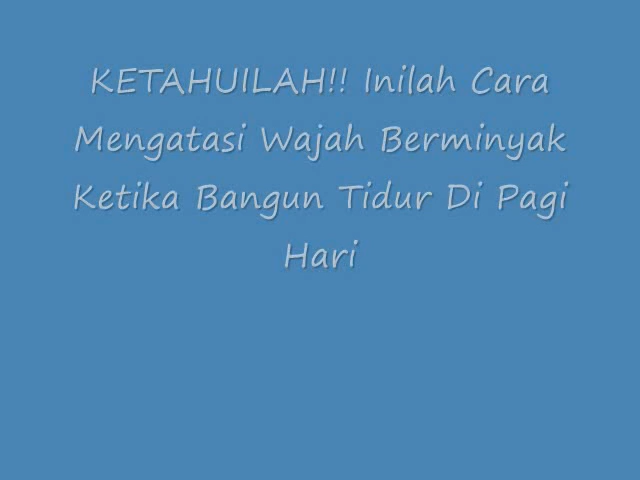 KETAHUILAH!! Inilah Cara
Mengatasi Wajah Berminyak
Ketika Bangun Tidur Di Pagi
Hari